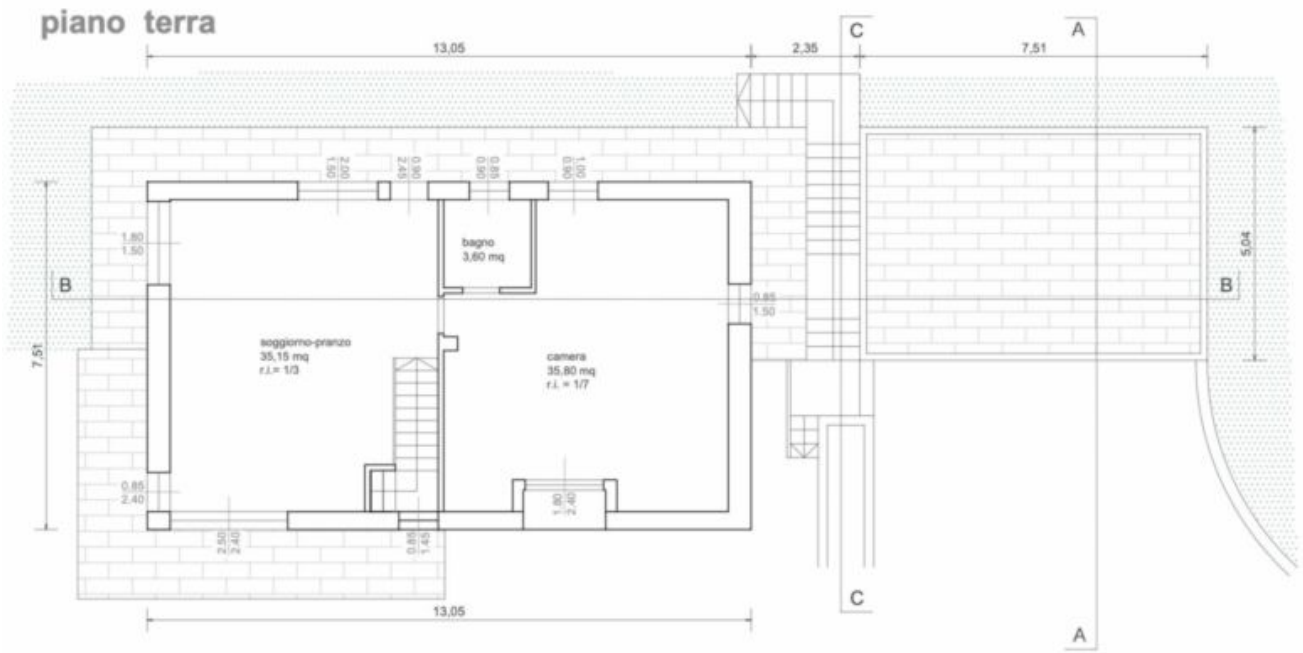 piano terra
13,05
2,35
7,51
C
A
2.00
1.50
0.90
2.45
0.85
0.90
1.00
0.90
1.80
1.50
bagno
3,60 mq
5,04
B
B
0.85
1.50
7,51
soggiorno-pranzo
35,15 mq
r.i.= 1/3
camera
35,80 mq
r.i. = 1/7
0.85
2.40
1.80
2.40
2.50
2.40
0.85
1.45
13,05
C
A